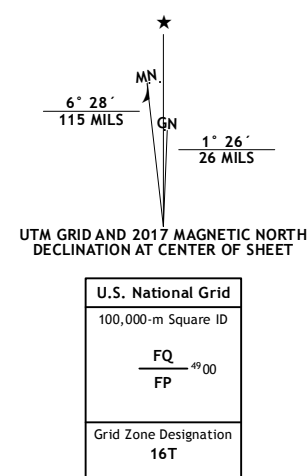 ★
MN.
6° 28´
115 MILS
GN
1° 26´
26 MILS
UTM GRID AND 2017 MAGNETIC NORTH
DECLINATION AT CENTER OF SHEET
U.S. National Grid
100,000-m Square ID
FQ
4900
FP
Grid Zone Designation
16T